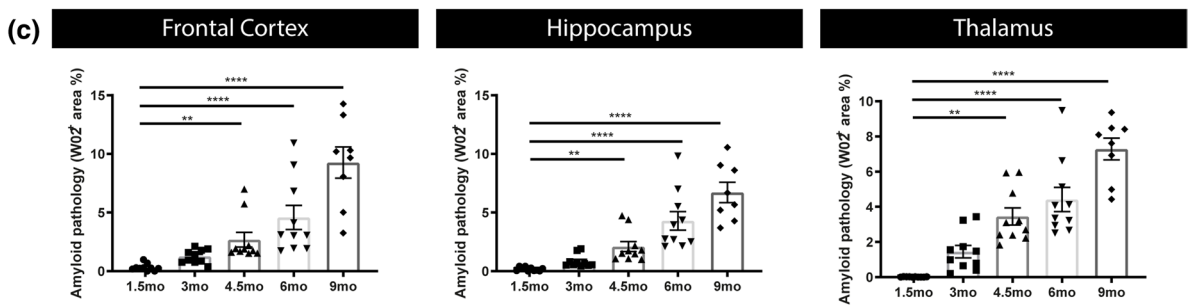 (c)
Frontal Cortex
Hippocampus
Thalamus
Amyloid pathology (W02⁺ area %)
15
10
5
0
****
****
**
1.5mo 3mo 4.5mo 6mo 9mo
Amyloid pathology (W02⁺ area %)
15
10
5
0
****
****
**
1.5mo 3mo 4.5mo 6mo 9mo
Amyloid pathology (W02⁺ area %)
10
8
6
4
2
0
****
****
**
1.5mo 3mo 4.5mo 6mo 9mo